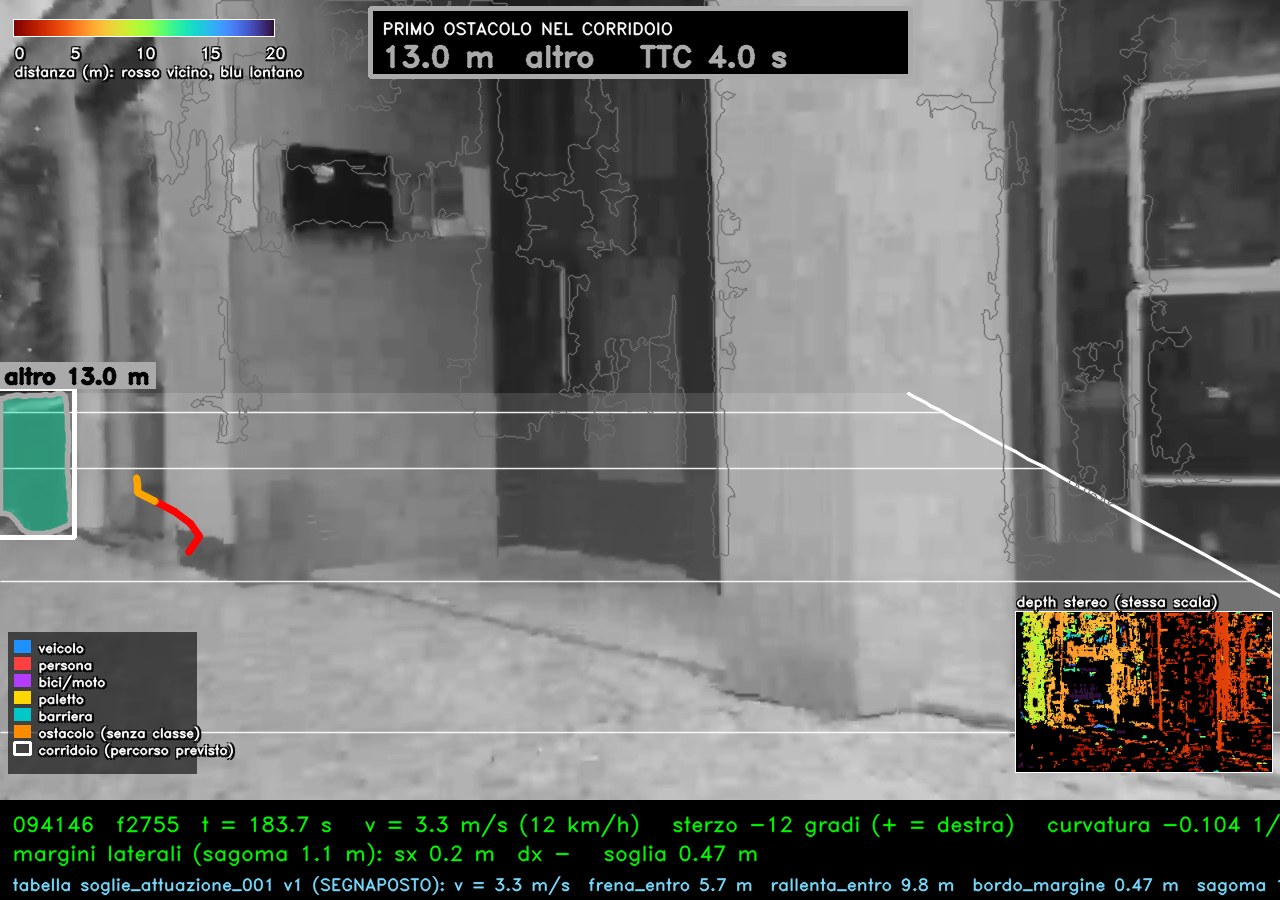 PRIMO OSTACOLO NEL CORRIDOIO
13.0 m altro TTC 4.0 s
0 5 10 15 20
distanza (m): rosso vicino, blu lontano
altro 13.0 m
depth stereo (stessa scala)
veicolo
persona
bici/moto
paletto
barriera
ostacolo (senza classe)
corridoio (percorso previsto)
094146 f2755 t = 183.7 s v = 3.3 m/s (12 km/h) sterzo −12 gradi (+ = destra) curvatura −0.104 1/
margini laterali (sagoma 1.1 m): sx 0.2 m dx − soglia 0.47 m
tabella soglie_attuazione_001 v1 (SEGNAPOSTO): v = 3.3 m/s frena_entro 5.7 m rallenta_entro 9.8 m bordo_margine 0.47 m sagoma